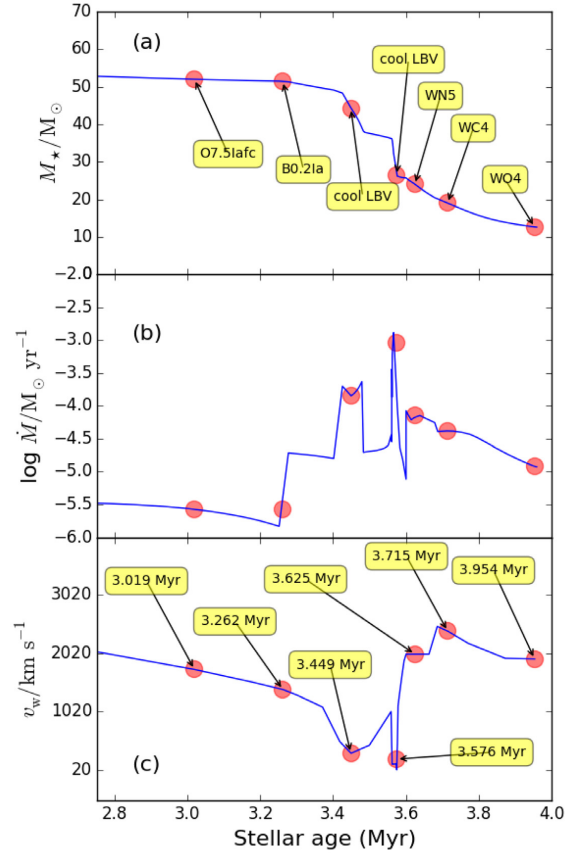 70
(a)
60
cool LBV
50
WN5
M⋆/M⊙
40
WC4
O7.5Iafc
B0.2Ia
30
cool LBV
WO4
20
10
0
−2.0
−2.5
(b)
−3.0
log Ṁ/M⊙ yr⁻¹
−3.5
−4.0
−4.5
−5.0
−5.5
−6.0
3.715 Myr
3.954 Myr
3.625 Myr
3.019 Myr
3020
3.262 Myr
v_w/km s⁻¹
2020
3.449 Myr
1020
3.576 Myr
20
(c)
2.8 3.0 3.2 3.4 3.6 3.8 4.0
Stellar age (Myr)